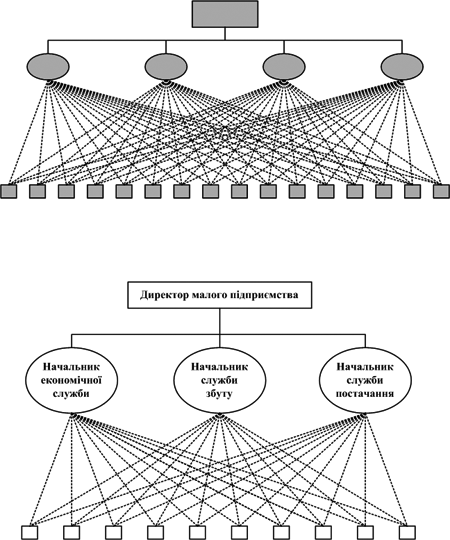 Директор малого підприємства
Начальник
економічної
служби
Начальник
служби
збуту
Начальник
служби
постачання